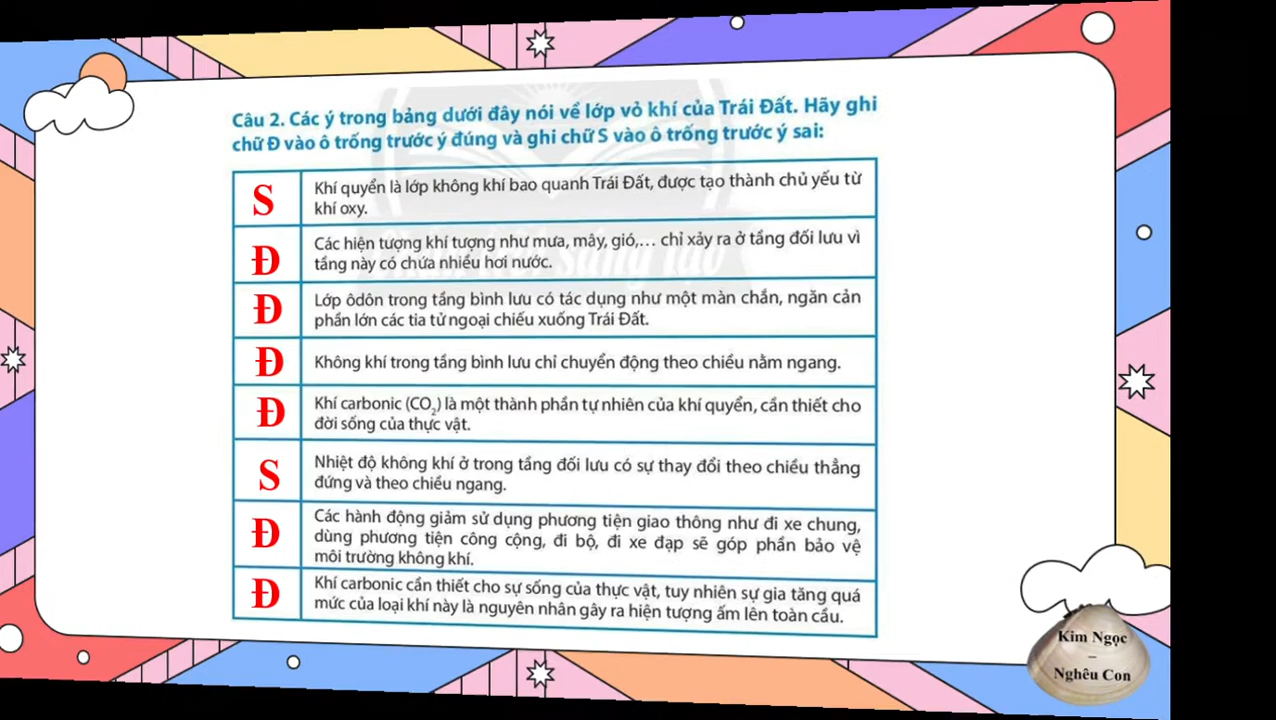 Câu 2. Các ý trong bảng dưới đây nói về lớp vỏ khí của Trái Đất. Hãy ghi
chữ Đ vào ô trống trước ý đúng và ghi chữ S vào ô trống trước ý sai:
S
Khí quyển là lớp không khí bao quanh Trái Đất, được tạo thành chủ yếu từ
khí oxy.
Đ
Các hiện tượng khí tượng như mưa, mây, gió,... chỉ xảy ra ở tầng đối lưu vì
tầng này có chứa nhiều hơi nước.
Đ
Lớp ôdôn trong tầng bình lưu có tác dụng như một màn chắn, ngăn cản
phần lớn các tia tử ngoại chiếu xuống Trái Đất.
Đ
Không khí trong tầng bình lưu chỉ chuyển động theo chiều nằm ngang.
Đ
Khí carbonic (CO₂) là một thành phần tự nhiên của khí quyển, cần thiết cho
đời sống của thực vật.
S
Nhiệt độ không khí ở trong tầng đối lưu có sự thay đổi theo chiều thẳng
đứng và theo chiều ngang.
Đ
Các hành động giảm sử dụng phương tiện giao thông như đi xe chung,
dùng phương tiện công cộng, đi bộ, đi xe đạp sẽ góp phần bảo vệ
môi trường không khí.
Đ
Khí carbonic cần thiết cho sự sống của thực vật, tuy nhiên sự gia tăng quá
mức của loại khí này là nguyên nhân gây ra hiện tượng ấm lên toàn cầu.
Kim Ngọc
–
Nghêu Con